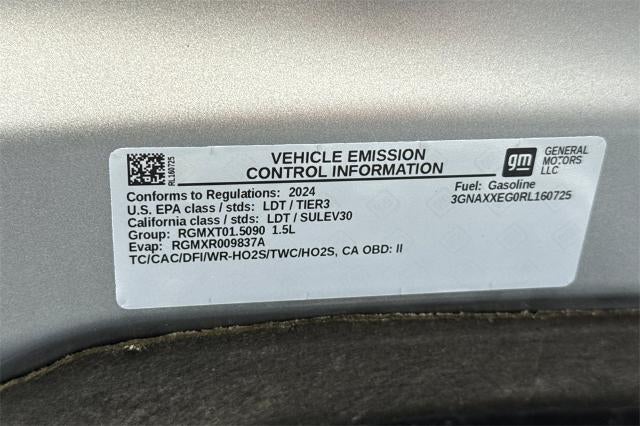 RL160725
VEHICLE EMISSION
CONTROL INFORMATION
gm
GENERAL
MOTORS
LLC
Conforms to Regulations: 2024
U.S. EPA class / stds: LDT / TIER3
California class / stds: LDT / SULEV30
Group: RGMXT01.5090 1.5L
Evap: RGMXR009837A
TC/CAC/DFI/WR-HO2S/TWC/HO2S, CA OBD: II
Fuel: Gasoline
3GNAXXEG0RL160725